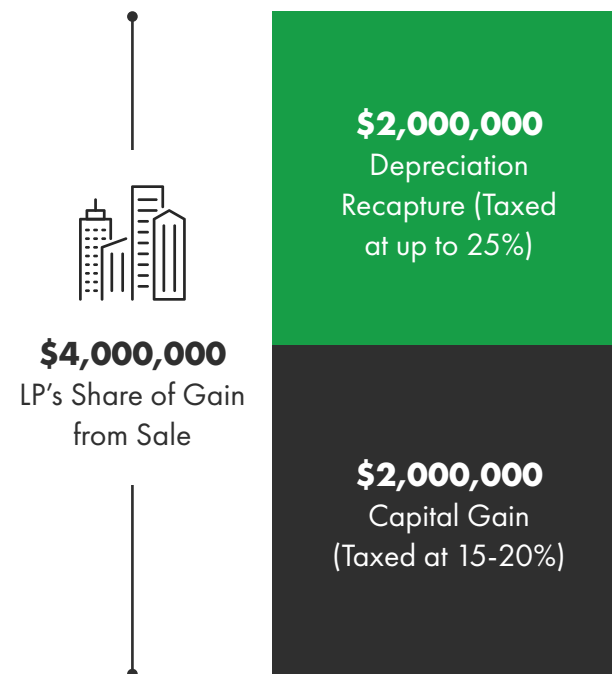 $4,000,000
LP’s Share of Gain
from Sale
$2,000,000
Depreciation
Recapture (Taxed
at up to 25%)
$2,000,000
Capital Gain
(Taxed at 15-20%)